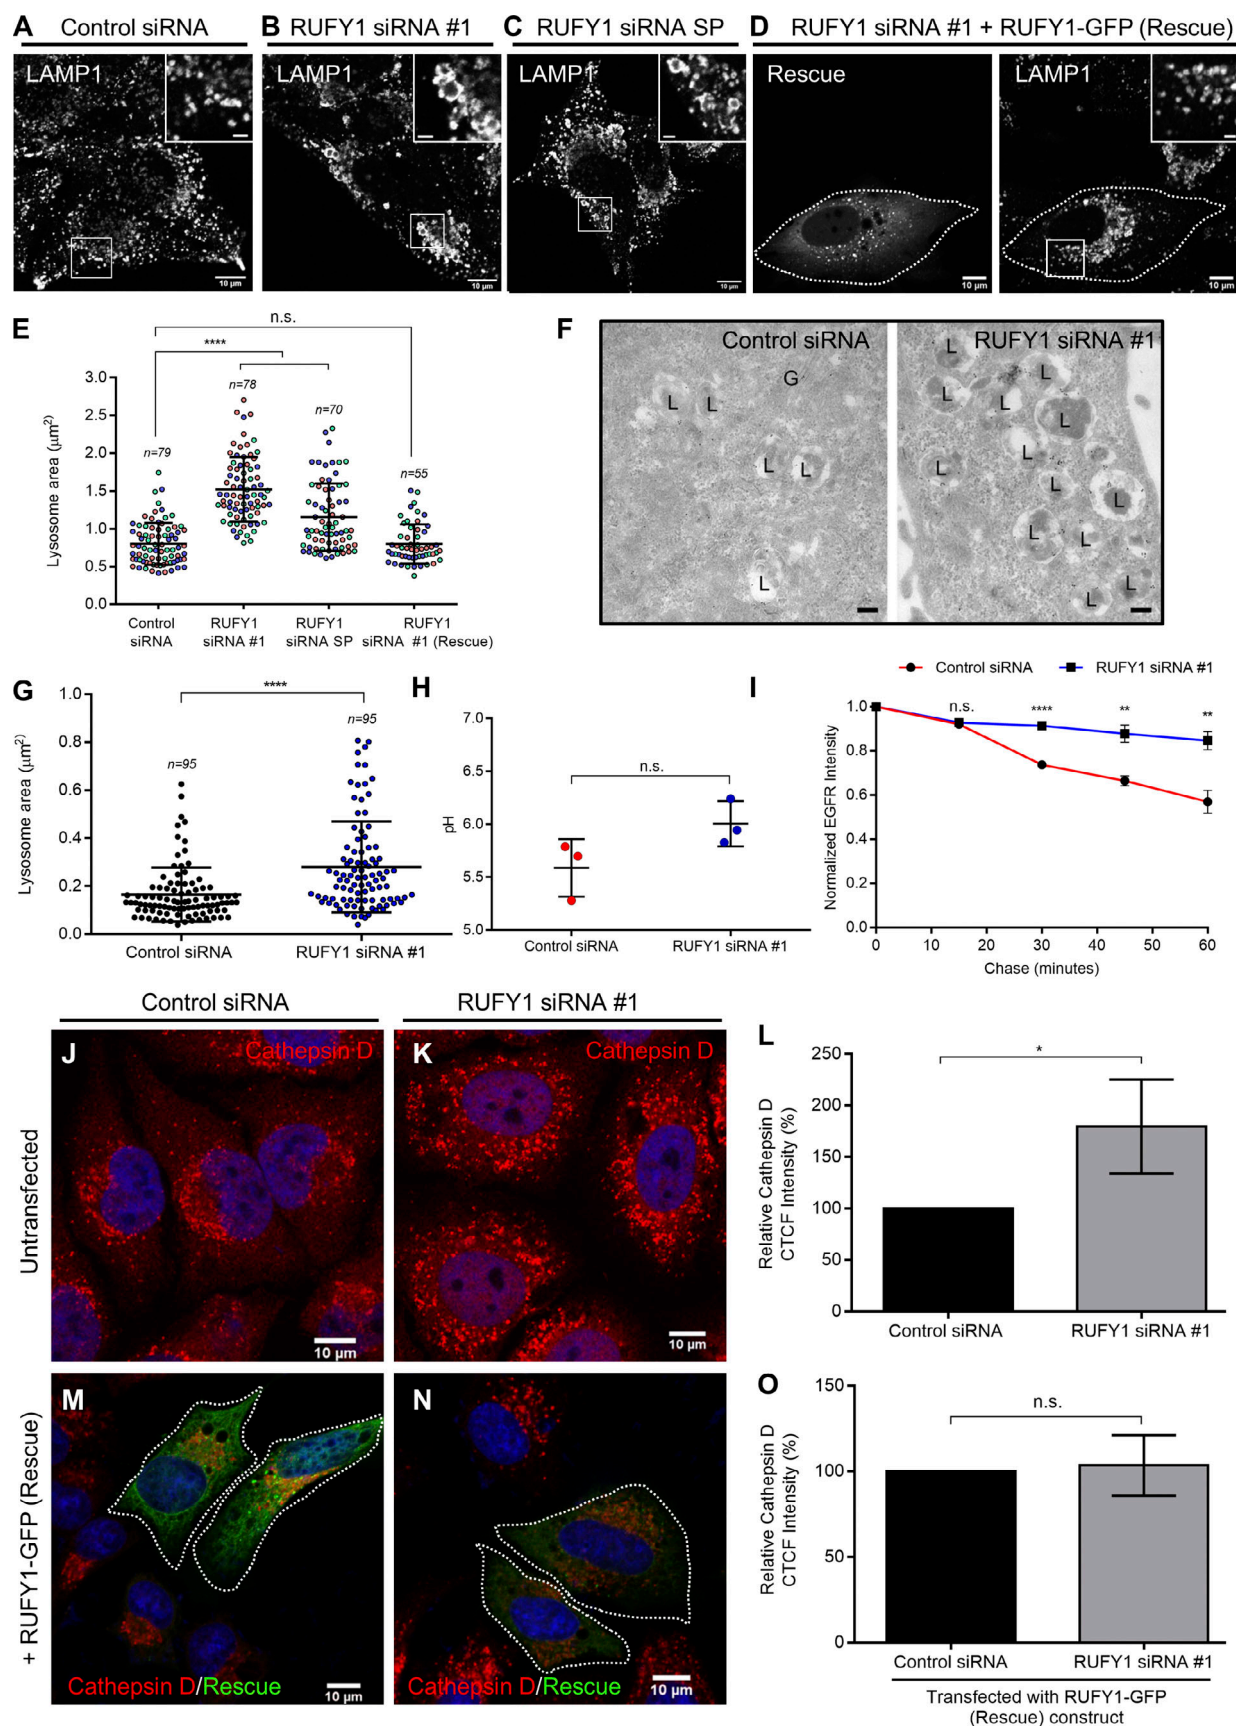 A Control siRNA
B RUFY1 siRNA #1
C RUFY1 siRNA SP
D RUFY1 siRNA #1 + RUFY1-GFP (Rescue)
LAMP1
LAMP1
LAMP1
Rescue
LAMP1
10 µm
10 µm
10 µm
10 µm
10 µm
E
n.s.
****
n=79
n=78
n=70
n=55
3.0
2.5
2.0
1.5
1.0
0.5
0.0
Lysosome area (μm2)
Control
siRNA
RUFY1
siRNA #1
RUFY1
siRNA SP
RUFY1
siRNA #1 (Rescue)
F
Control siRNA
G
L
L
L
L
L
RUFY1 siRNA #1
L
L
L
L
L
L
L
L
L
L
L
L
L
G
****
n=95
n=95
1.0
0.8
0.6
0.4
0.2
0.0
Lysosome area (μm2)
Control siRNA
RUFY1 siRNA #1
H
n.s.
7.0
6.5
6.0
5.5
5.0
pH
Control siRNA
RUFY1 siRNA #1
I
Control siRNA
RUFY1 siRNA #1
n.s.
****
**
**
1.0
0.8
0.6
0.4
0.2
0.0
Normalized EGFR Intensity
0 10 20 30 40 50 60
Chase (minutes)
Control siRNA
RUFY1 siRNA #1
Untransfected
J
Cathepsin D
10 µm
K
Cathepsin D
10 µm
L
*
250
200
150
100
50
0
Relative Cathepsin D
CTCF Intensity (%)
Control siRNA
RUFY1 siRNA #1
+ RUFY1-GFP (Rescue)
M
Cathepsin D/Rescue
10 µm
N
Cathepsin D/Rescue
10 µm
O
n.s.
150
100
50
0
Relative Cathepsin D
CTCF Intensity (%)
Control siRNA
RUFY1 siRNA #1
Transfected with RUFY1-GFP
(Rescue) construct